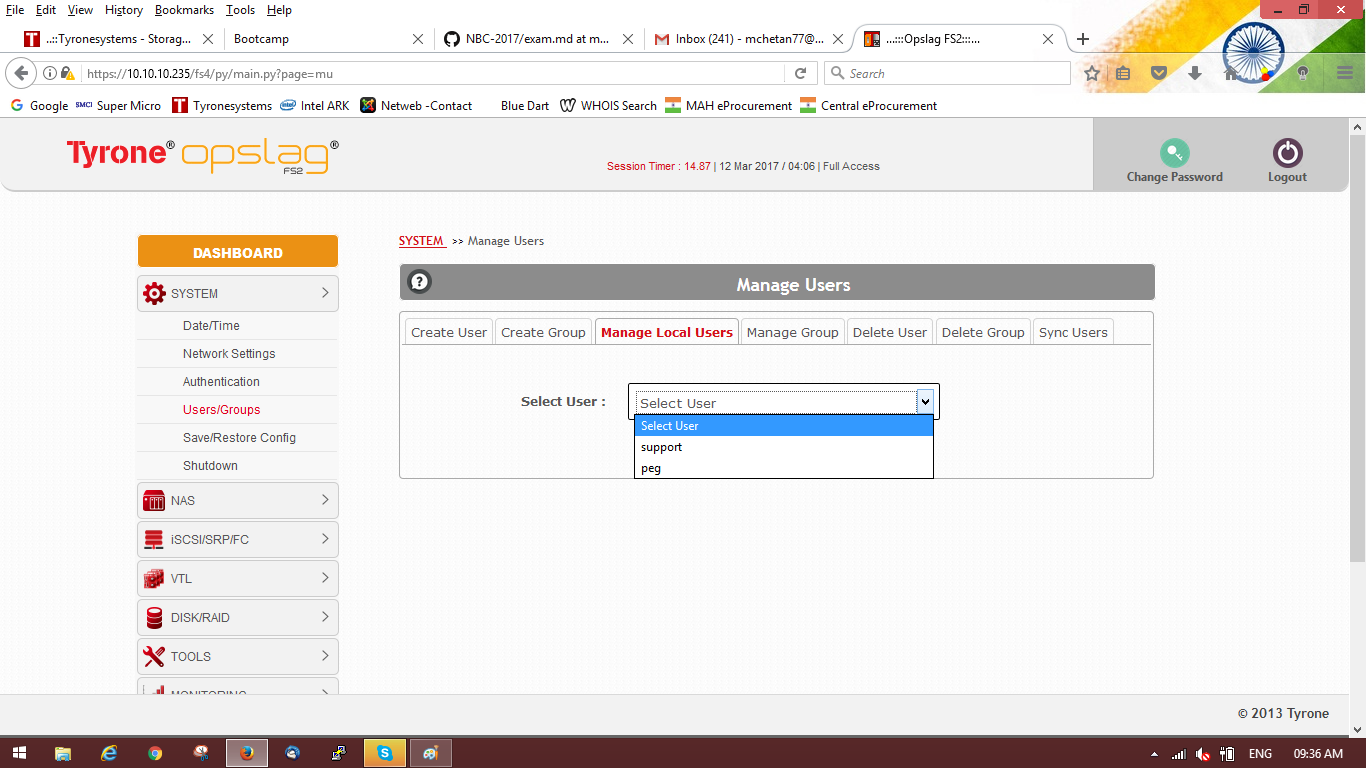 File Edit View History Bookmarks Tools Help
..::Tyronesystems - Storag...
Bootcamp
NBC-2017/exam.md at m...
Inbox (241) - mchetan77@...
..:::Opslag FS2:::...
https://10.10.10.235/fs4/py/main.py?page=mu
Search
Google Super Micro Tyronesystems Intel ARK Netweb -Contact Blue Dart WHOIS Search MAH eProcurement Central eProcurement
Tyrone® opslag® FS2
Session Timer : 14.87 | 12 Mar 2017 / 04:06 | Full Access
Change Password
Logout
DASHBOARD
SYSTEM
Date/Time
Network Settings
Authentication
Users/Groups
Save/Restore Config
Shutdown
NAS
iSCSI/SRP/FC
VTL
DISK/RAID
TOOLS
MONITORING
SYSTEM >> Manage Users
Manage Users
Create User Create Group Manage Local Users Manage Group Delete User Delete Group Sync Users
Select User :
Select User
Select User
support
peg
© 2013 Tyrone
ENG 09:36 AM